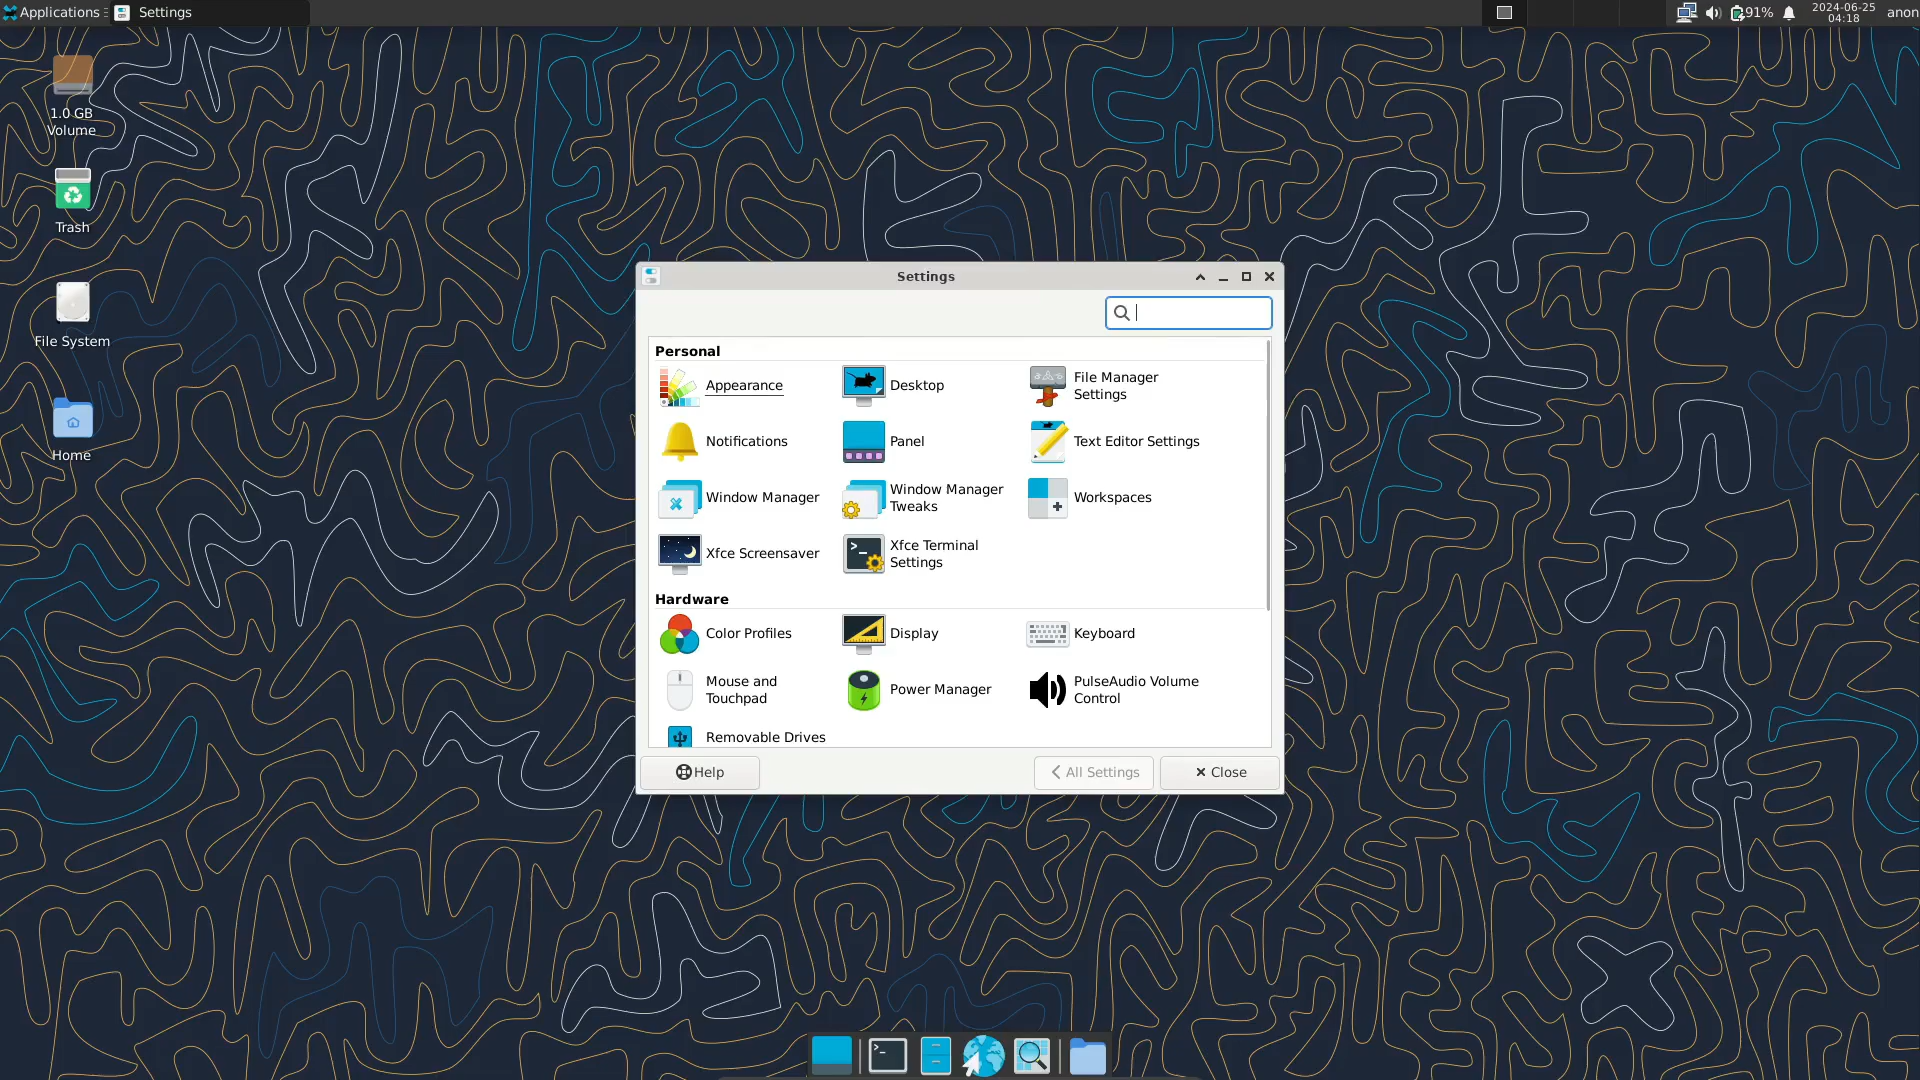 Applications
Settings
91%
2024-06-25
04:18
anon
1.0 GB
Volume
Trash
File System
Home
Settings
Personal
Appearance
Desktop
File Manager
Settings
Notifications
Panel
Text Editor Settings
Window Manager
Window Manager
Tweaks
Workspaces
Xfce Screensaver
Xfce Terminal
Settings
Hardware
Color Profiles
Display
Keyboard
Mouse and
Touchpad
Power Manager
PulseAudio Volume
Control
Removable Drives
Help
All Settings
Close